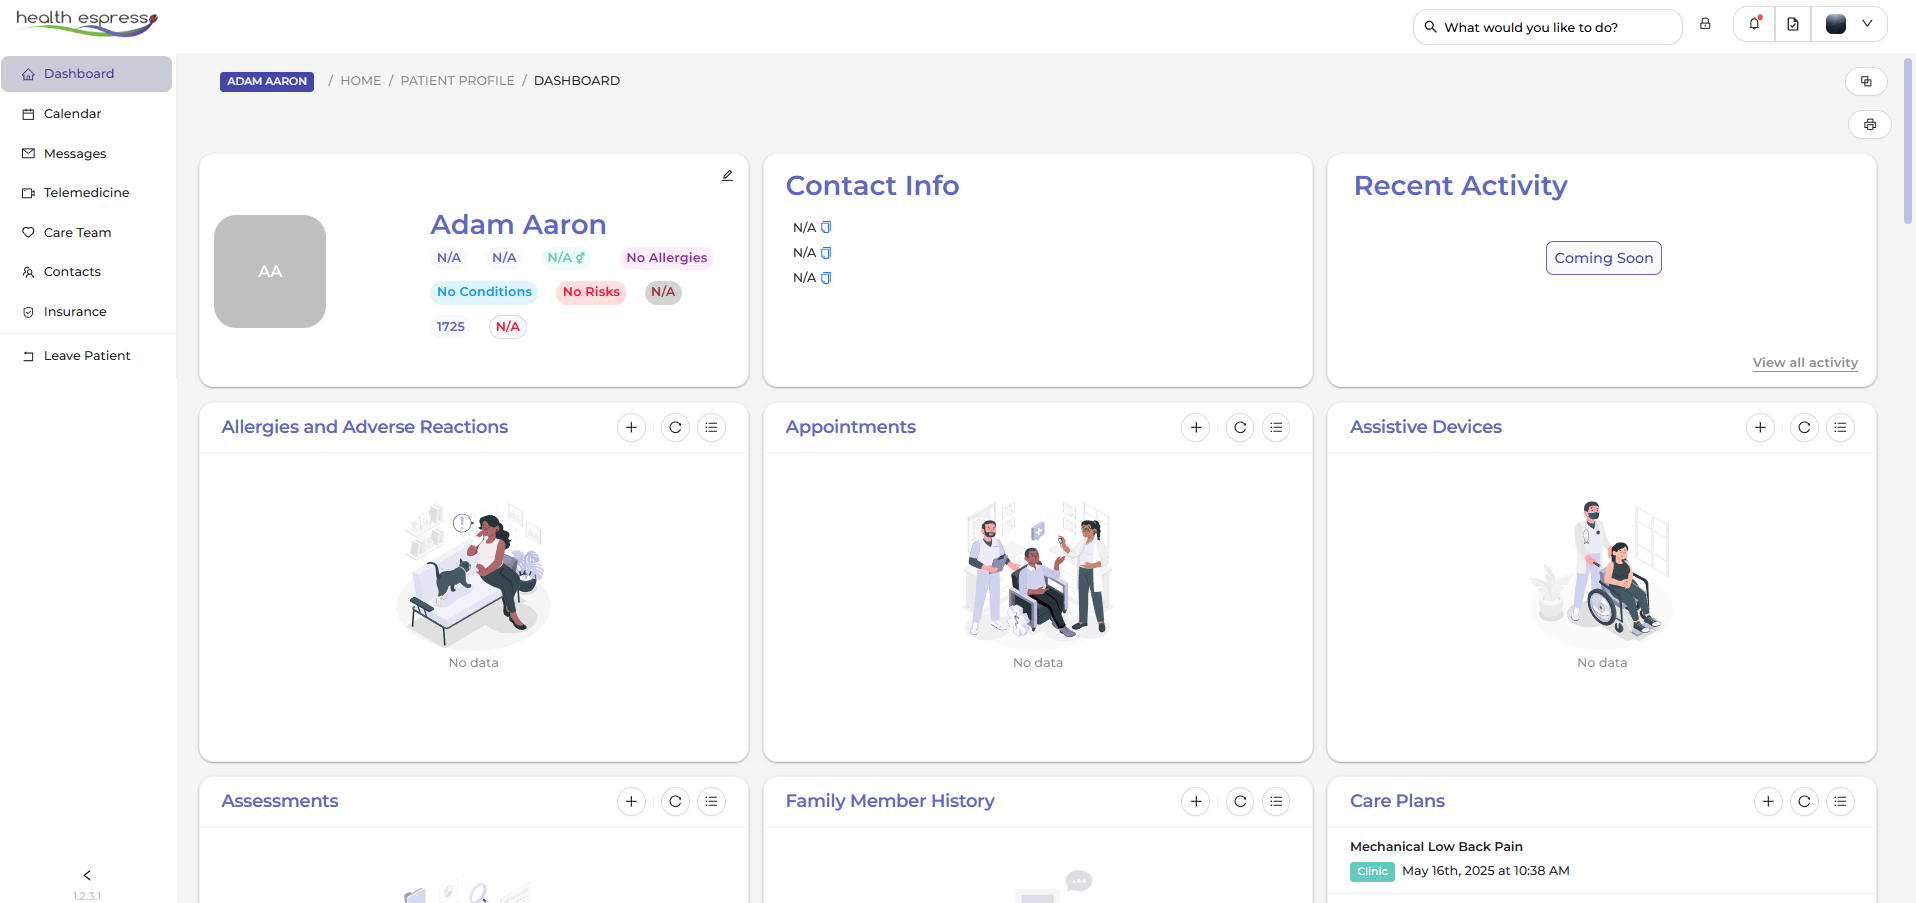 health espresso
What would you like to do?
Dashboard
Calendar
Messages
Telemedicine
Care Team
Contacts
Insurance
Leave Patient
1.2.3.1
ADAM AARON / HOME / PATIENT PROFILE / DASHBOARD
AA
Adam Aaron
N/A N/A N/A No Allergies
No Conditions No Risks N/A
1725 N/A
Contact Info
N/A
N/A
N/A
Recent Activity
Coming Soon
View all activity
Allergies and Adverse Reactions
No data
Appointments
No data
Assistive Devices
No data
Assessments
Family Member History
Care Plans
Mechanical Low Back Pain
Clinic May 16th, 2025 at 10:38 AM